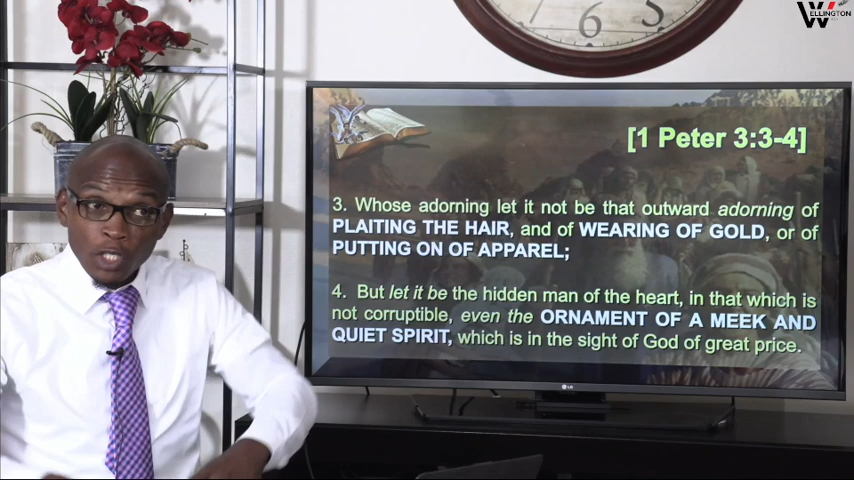 WELLINGTON
7 6 5
[1 Peter 3:3-4]
3. Whose adorning let it not be that outward adorning of
PLAITING THE HAIR, and of WEARING OF GOLD, or of
PUTTING ON OF APPAREL;
4. But let it be the hidden man of the heart, in that which is
not corruptible, even the ORNAMENT OF A MEEK AND
QUIET SPIRIT, which is in the sight of God of great price.
LG